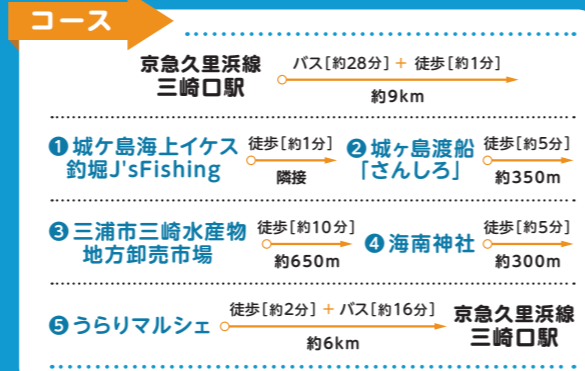 コース
京急久里浜線
三崎口駅
バス[約28分] + 徒歩[約1分]
約9km
❶城ケ島海上イケス
釣堀J'sFishing
徒歩[約1分]
隣接
❷城ヶ島渡船
「さんしろ」
徒歩[約5分]
約350m
❸三浦市三崎水産物
地方卸売市場
徒歩[約10分]
約650m
❹海南神社
徒歩[約5分]
約300m
❺うらりマルシェ
徒歩[約2分] + バス[約16分]
約6km
京急久里浜線
三崎口駅